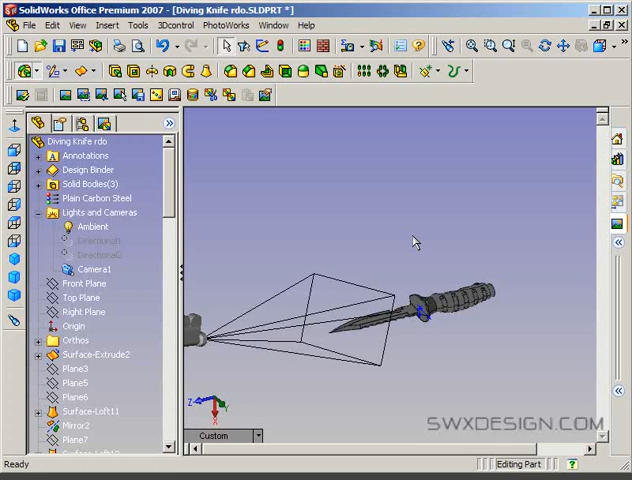 SolidWorks Office Premium 2007 - [Diving Knife rdo.SLDPRT *]
File Edit View Insert Tools 3Dcontrol PhotoWorks Window Help
Diving Knife rdo
Annotations
Design Binder
Solid Bodies(3)
Plain Carbon Steel
Lights and Cameras
Ambient
Directional1
Directional2
Camera1
Front Plane
Top Plane
Right Plane
Origin
Orthos
Surface-Extrude2
Plane3
Plane5
Plane6
Surface-Loft11
Mirror2
Plane7
Z Y X
Custom
SWXDESIGN.COM
Ready
Editing Part